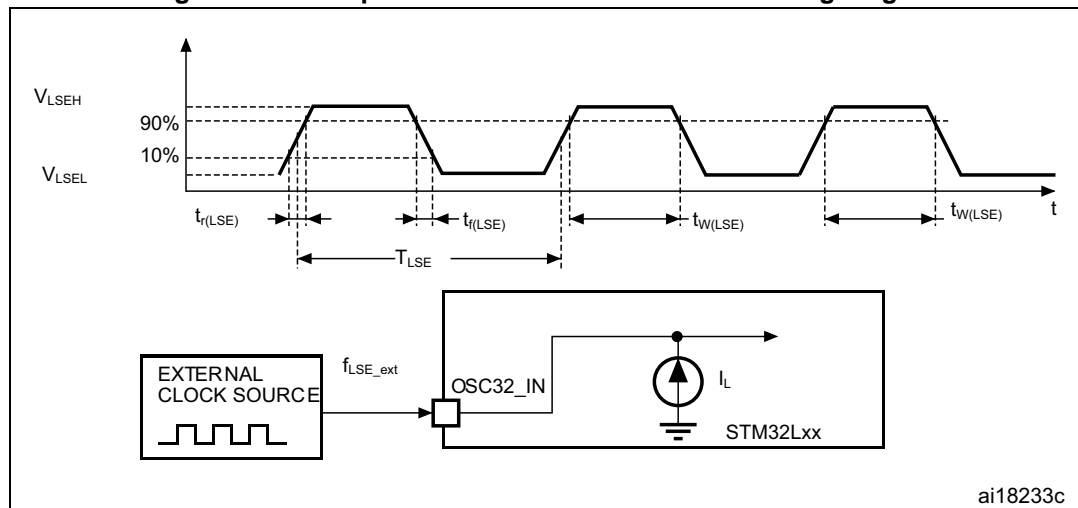 V_LSEH
90%
10%
V_LSEL
t_r(LSE)
t_f(LSE)
t_W(LSE)
t_W(LSE)
t
T_LSE
EXTERNAL
CLOCK SOURCE
f_LSE_ext
OSC32_IN
I_L
STM32Lxx
ai18233c